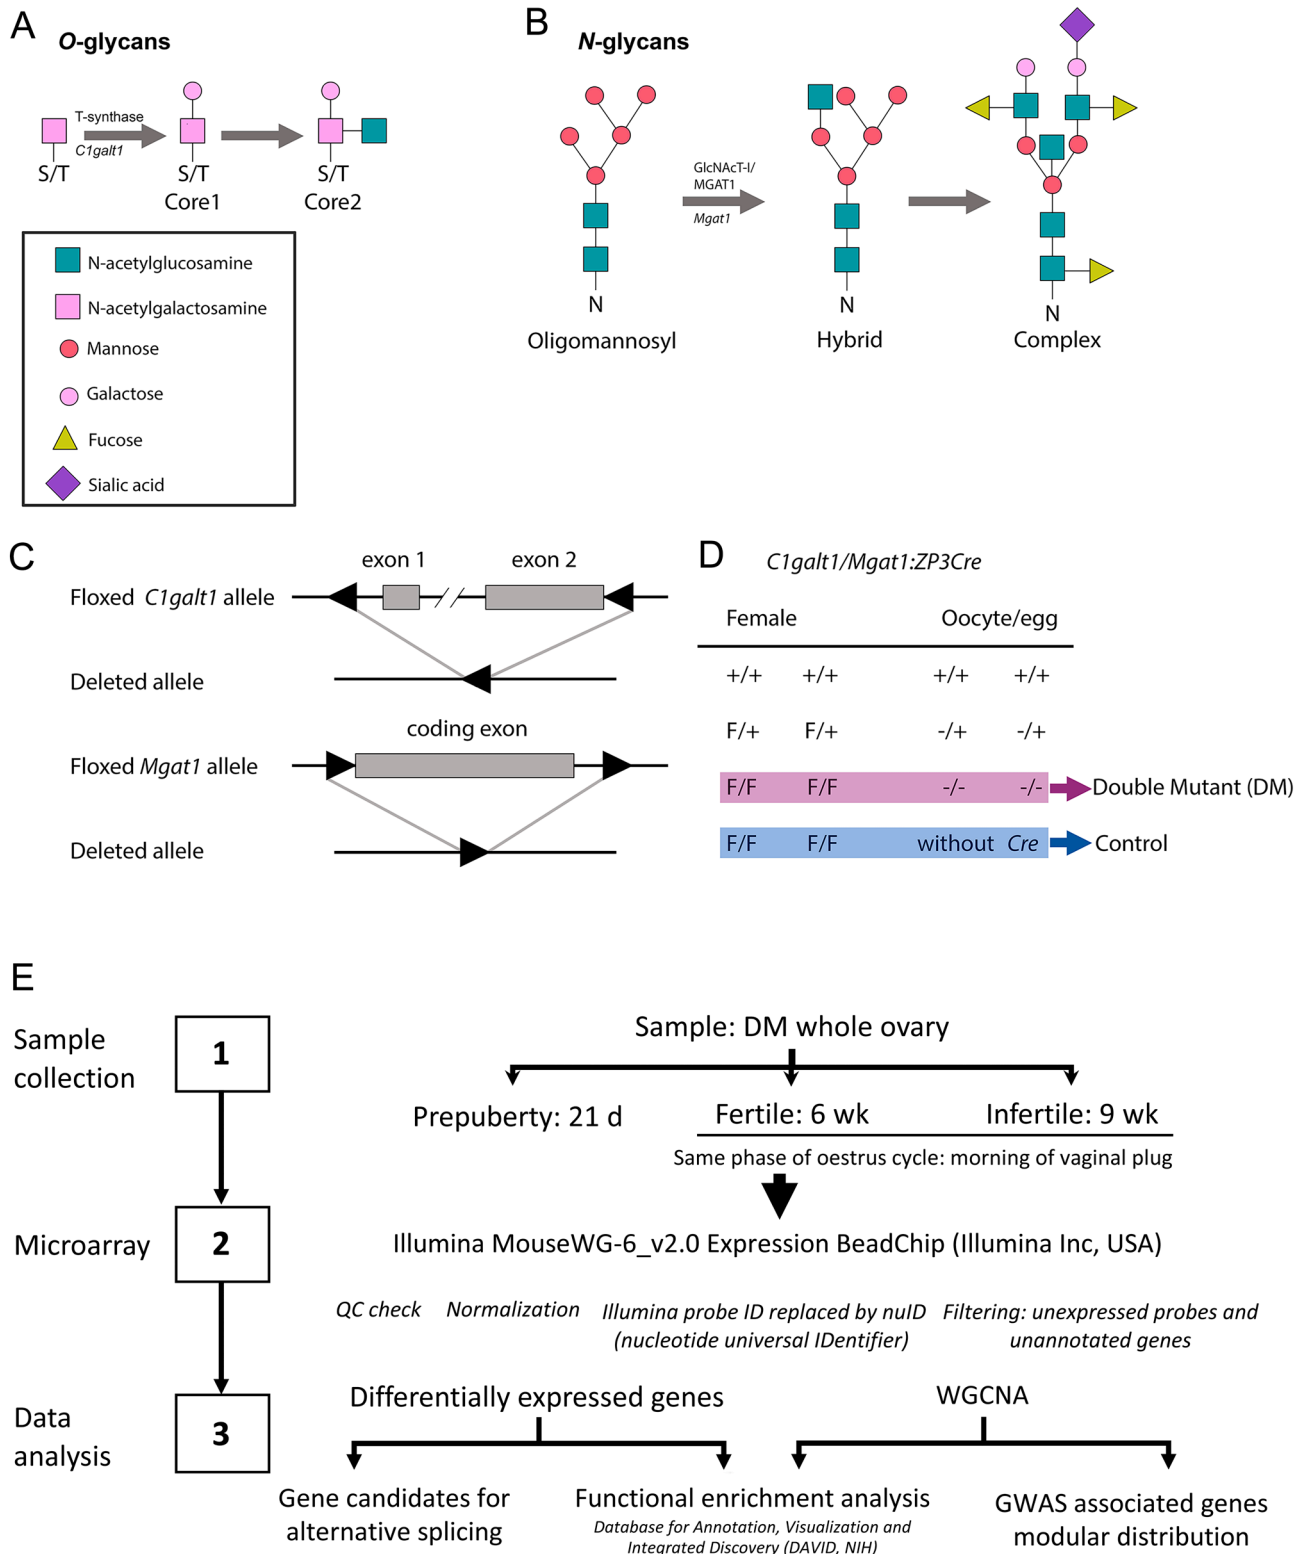 A
O-glycans
T-synthase
C1galt1
S/T
S/T
S/T
Core1
Core2
N-acetylglucosamine
N-acetylgalactosamine
Mannose
Galactose
Fucose
Sialic acid
B
N-glycans
GlcNAcT-I/
MGAT1
Mgat1
N
N
N
Oligomannosyl
Hybrid
Complex
C
exon 1
exon 2
Floxed C1galt1 allele
Deleted allele
coding exon
Floxed Mgat1 allele
Deleted allele
D
C1galt1/Mgat1:ZP3Cre
Female Oocyte/egg
+/+ +/+ +/+ +/+
F/+ F/+ -/+ -/+
F/F F/F -/- -/- Double Mutant (DM)
F/F F/F without Cre Control
E
Sample
collection
1
Sample: DM whole ovary
Prepuberty: 21 d
Fertile: 6 wk
Infertile: 9 wk
Same phase of oestrus cycle: morning of vaginal plug
Microarray
2
Illumina MouseWG-6_v2.0 Expression BeadChip (Illumina Inc, USA)
QC check
Normalization
Illumina probe ID replaced by nuID
(nucleotide universal IDentifier)
Filtering: unexpressed probes and
unannotated genes
Data
analysis
3
Differentially expressed genes
WGCNA
Gene candidates for
alternative splicing
Functional enrichment analysis
Database for Annotation, Visualization and
Integrated Discovery (DAVID, NIH)
GWAS associated genes
modular distribution